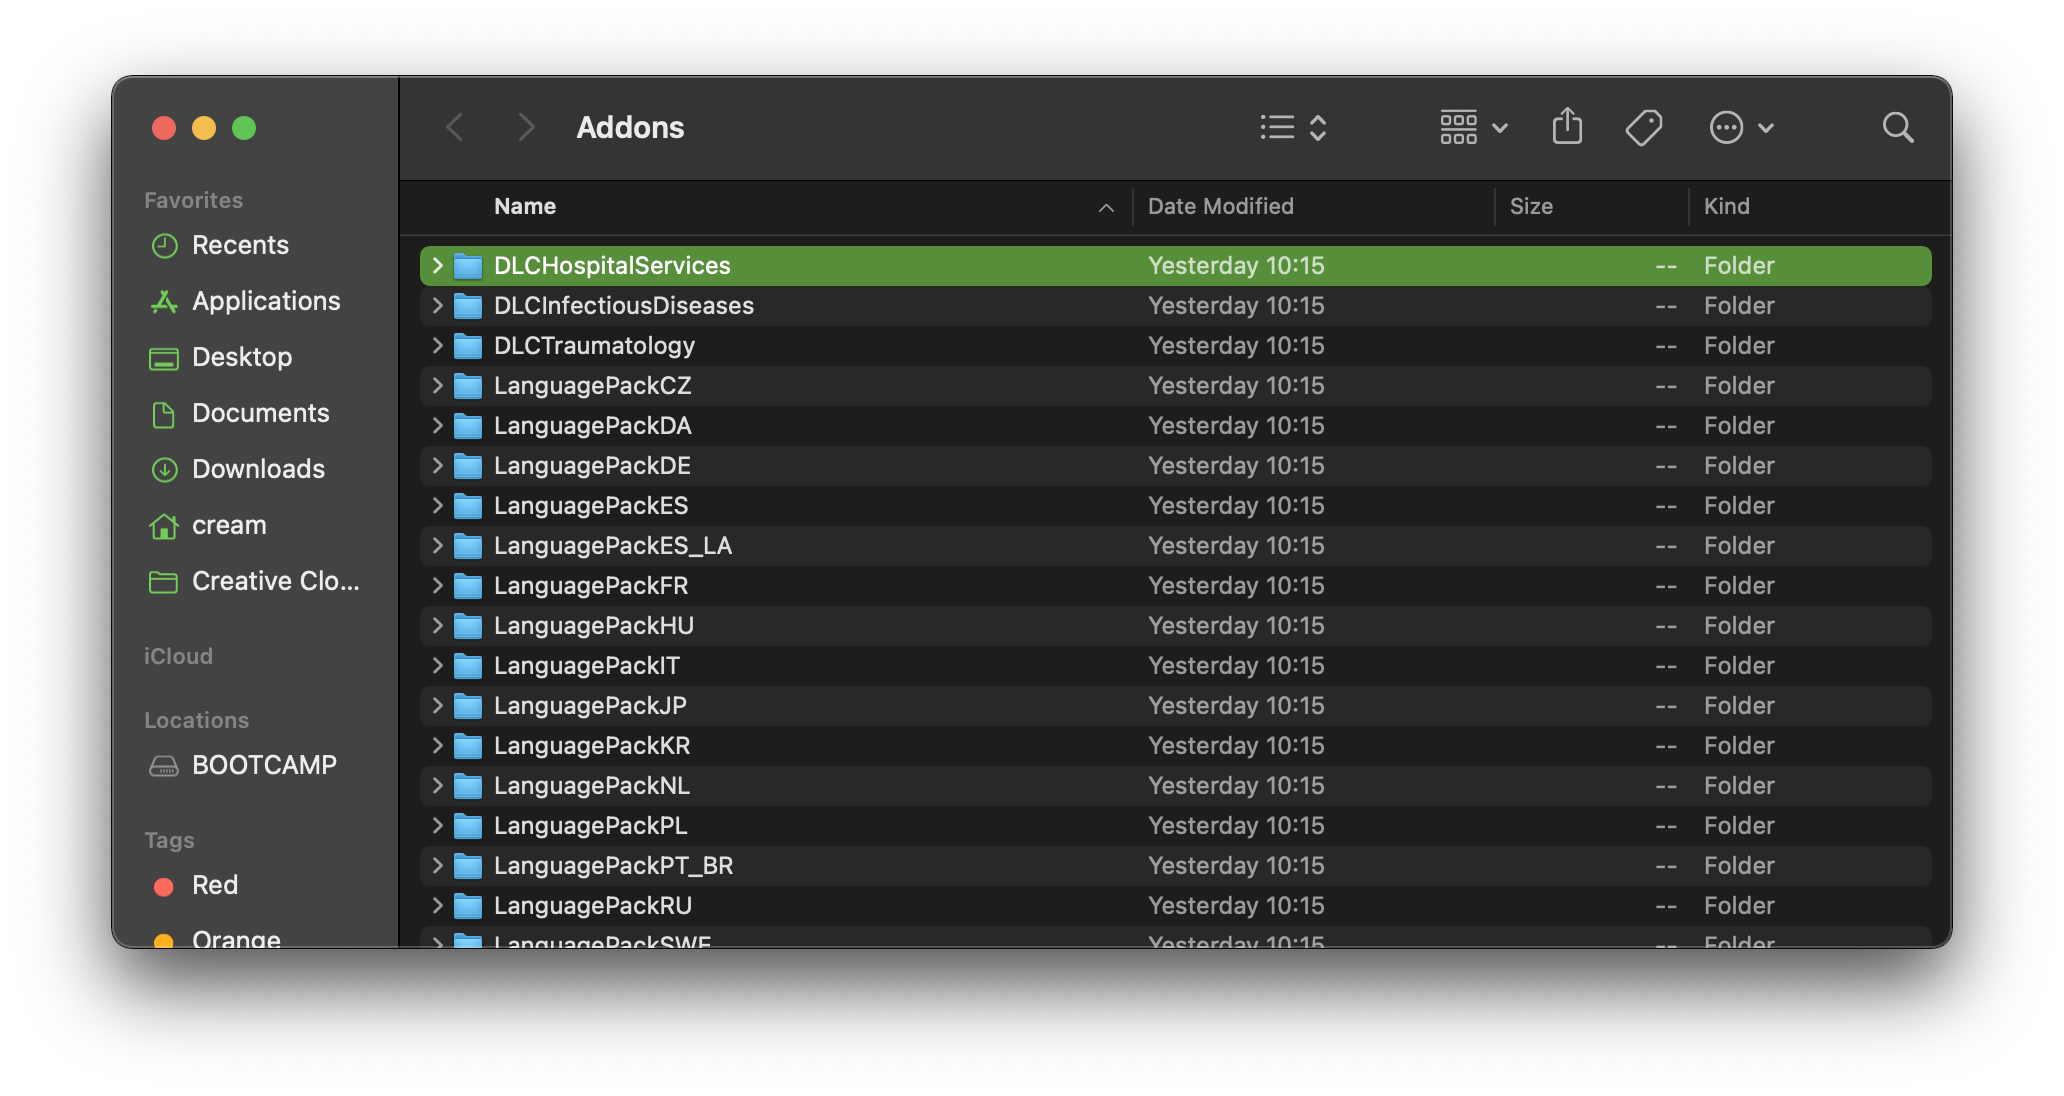 Addons
Favorites
Recents
Applications
Desktop
Documents
Downloads
cream
Creative Clo...
iCloud
Locations
BOOTCAMP
Tags
Red
Orange
Name Date Modified Size Kind
DLCHospitalServices Yesterday 10:15 -- Folder
DLCInfectiousDiseases Yesterday 10:15 -- Folder
DLCTraumatology Yesterday 10:15 -- Folder
LanguagePackCZ Yesterday 10:15 -- Folder
LanguagePackDA Yesterday 10:15 -- Folder
LanguagePackDE Yesterday 10:15 -- Folder
LanguagePackES Yesterday 10:15 -- Folder
LanguagePackES_LA Yesterday 10:15 -- Folder
LanguagePackFR Yesterday 10:15 -- Folder
LanguagePackHU Yesterday 10:15 -- Folder
LanguagePackIT Yesterday 10:15 -- Folder
LanguagePackJP Yesterday 10:15 -- Folder
LanguagePackKR Yesterday 10:15 -- Folder
LanguagePackNL Yesterday 10:15 -- Folder
LanguagePackPL Yesterday 10:15 -- Folder
LanguagePackPT_BR Yesterday 10:15 -- Folder
LanguagePackRU Yesterday 10:15 -- Folder
LanguagePackSWE Yesterday 10:15 -- Folder